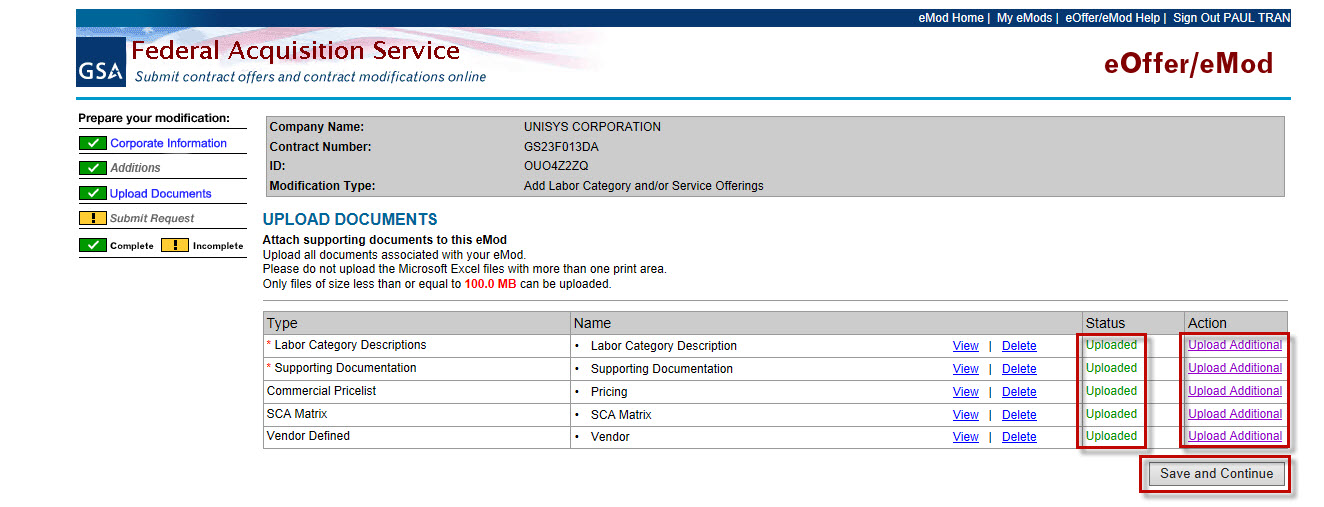 eMod Home | My eMods | eOffer/eMod Help | Sign Out PAUL TRAN
GSA
Federal Acquisition Service
Submit contract offers and contract modifications online
eOffer/eMod
Prepare your modification:
Corporate Information
Additions
Upload Documents
! Submit Request
Complete ! Incomplete
Company Name: UNISYS CORPORATION
Contract Number: GS23F013DA
ID: OUO4Z2ZQ
Modification Type: Add Labor Category and/or Service Offerings
UPLOAD DOCUMENTS
Attach supporting documents to this eMod
Upload all documents associated with your eMod.
Please do not upload the Microsoft Excel files with more than one print area.
Only files of size less than or equal to 100.0 MB can be uploaded.
Type Name Status Action
* Labor Category Descriptions • Labor Category Description View | Delete Uploaded Upload Additional
* Supporting Documentation • Supporting Documentation View | Delete Uploaded Upload Additional
Commercial Pricelist • Pricing View | Delete Uploaded Upload Additional
SCA Matrix • SCA Matrix View | Delete Uploaded Upload Additional
Vendor Defined • Vendor View | Delete Uploaded Upload Additional
Save and Continue